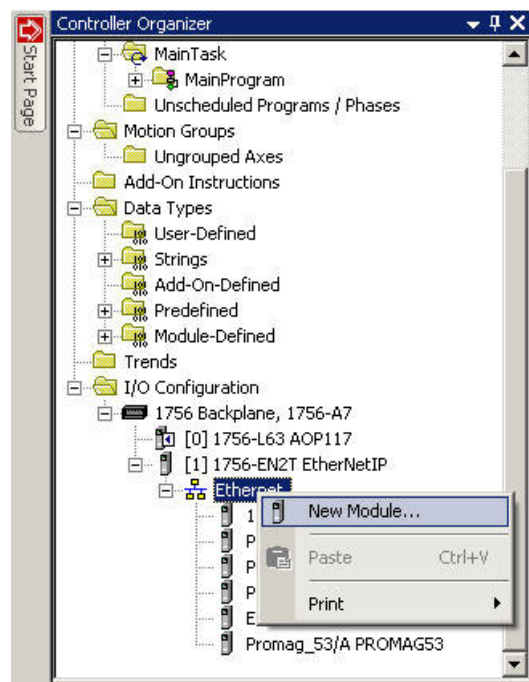 Controller Organizer
Start Page
MainTask
MainProgram
Unscheduled Programs / Phases
Motion Groups
Ungrouped Axes
Add-On Instructions
Data Types
User-Defined
Strings
Add-On-Defined
Predefined
Module-Defined
Trends
I/O Configuration
1756 Backplane, 1756-A7
[0] 1756-L63 AOP117
[1] 1756-EN2T EtherNetIP
Ethernet
1
New Module...
P
Paste Ctrl+V
P
P
Print
E
Promag_53/A PROMAG53